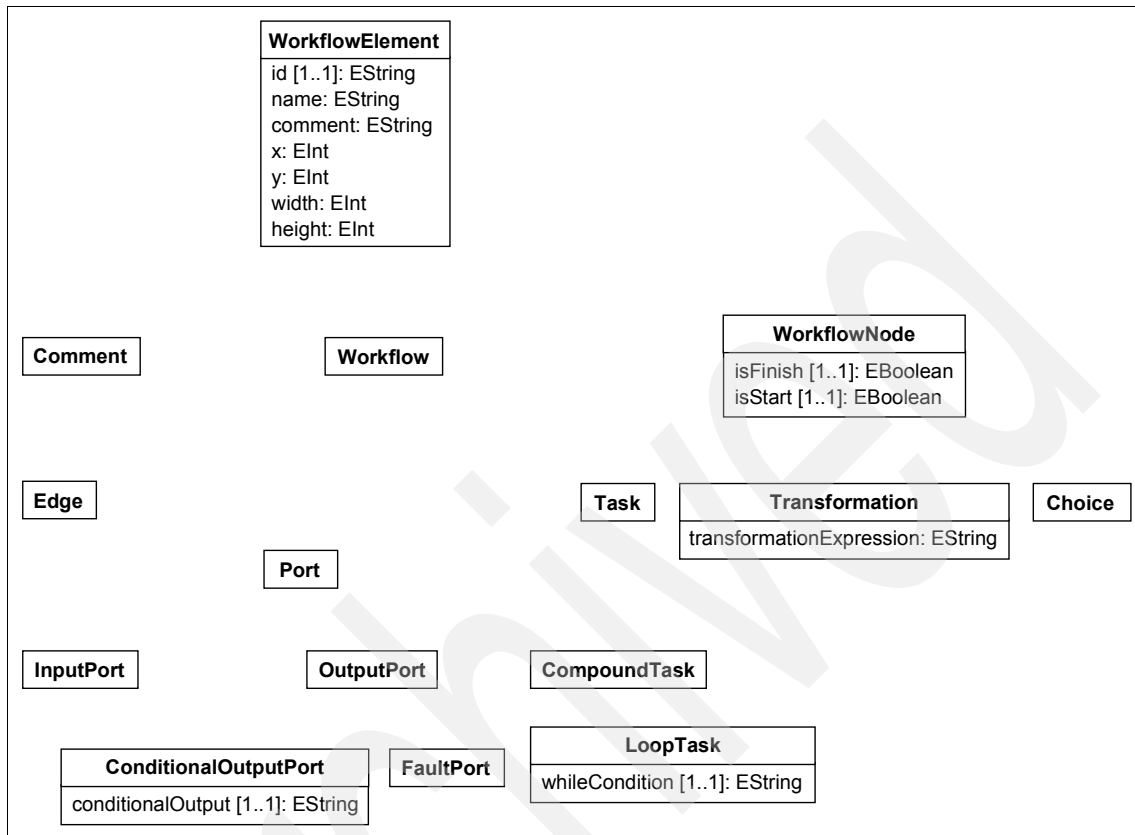 WorkflowElement
id [1..1]: EString
name: EString
comment: EString
x: EInt
y: EInt
width: EInt
height: EInt
Comment
Workflow
WorkflowNode
isFinish [1..1]: EBoolean
isStart [1..1]: EBoolean
Edge
Task
Transformation
transformationExpression: EString
Choice
Port
InputPort
OutputPort
CompoundTask
ConditionalOutputPort
conditionalOutput [1..1]: EString
FaultPort
LoopTask
whileCondition [1..1]: EString
hived